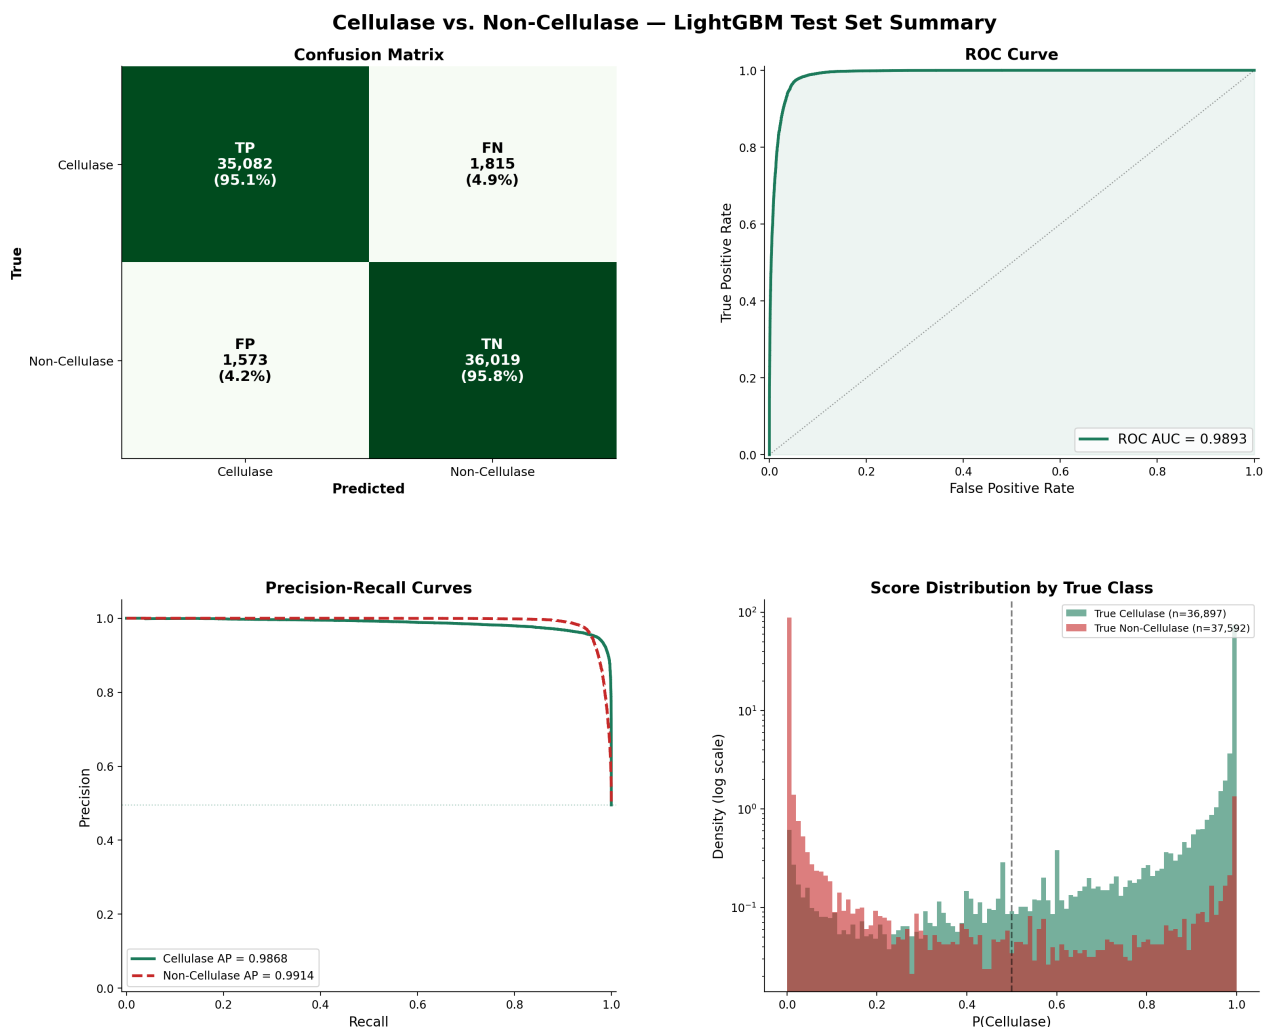 Cellulase vs. Non-Cellulase — LightGBM Test Set Summary
Confusion Matrix
True
Cellulase
Non-Cellulase
TP
35,082
(95.1%)
FN
1,815
(4.9%)
FP
1,573
(4.2%)
TN
36,019
(95.8%)
Cellulase
Non-Cellulase
Predicted
ROC Curve
True Positive Rate
1.0
0.8
0.6
0.4
0.2
0.0
ROC AUC = 0.9893
0.0
0.2
0.4
0.6
0.8
1.0
False Positive Rate
Precision-Recall Curves
Precision
1.0
0.8
0.6
0.4
0.2
0.0
Cellulase AP = 0.9868
Non-Cellulase AP = 0.9914
0.0
0.2
0.4
0.6
0.8
1.0
Recall
Score Distribution by True Class
Density (log scale)
10²
10¹
10⁰
10⁻¹
True Cellulase (n=36,897)
True Non-Cellulase (n=37,592)
0.0
0.2
0.4
0.6
0.8
1.0
P(Cellulase)